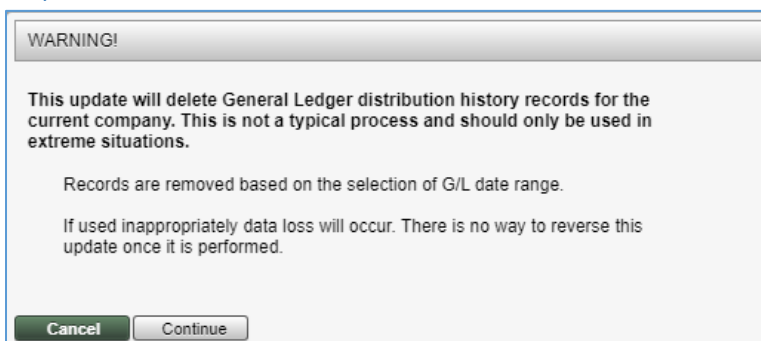 WARNING!
This update will delete General Ledger distribution history records for the
current company. This is not a typical process and should only be used in
extreme situations.
Records are removed based on the selection of G/L date range.
If used inappropriately data loss will occur. There is no way to reverse this
update once it is performed.
Cancel Continue